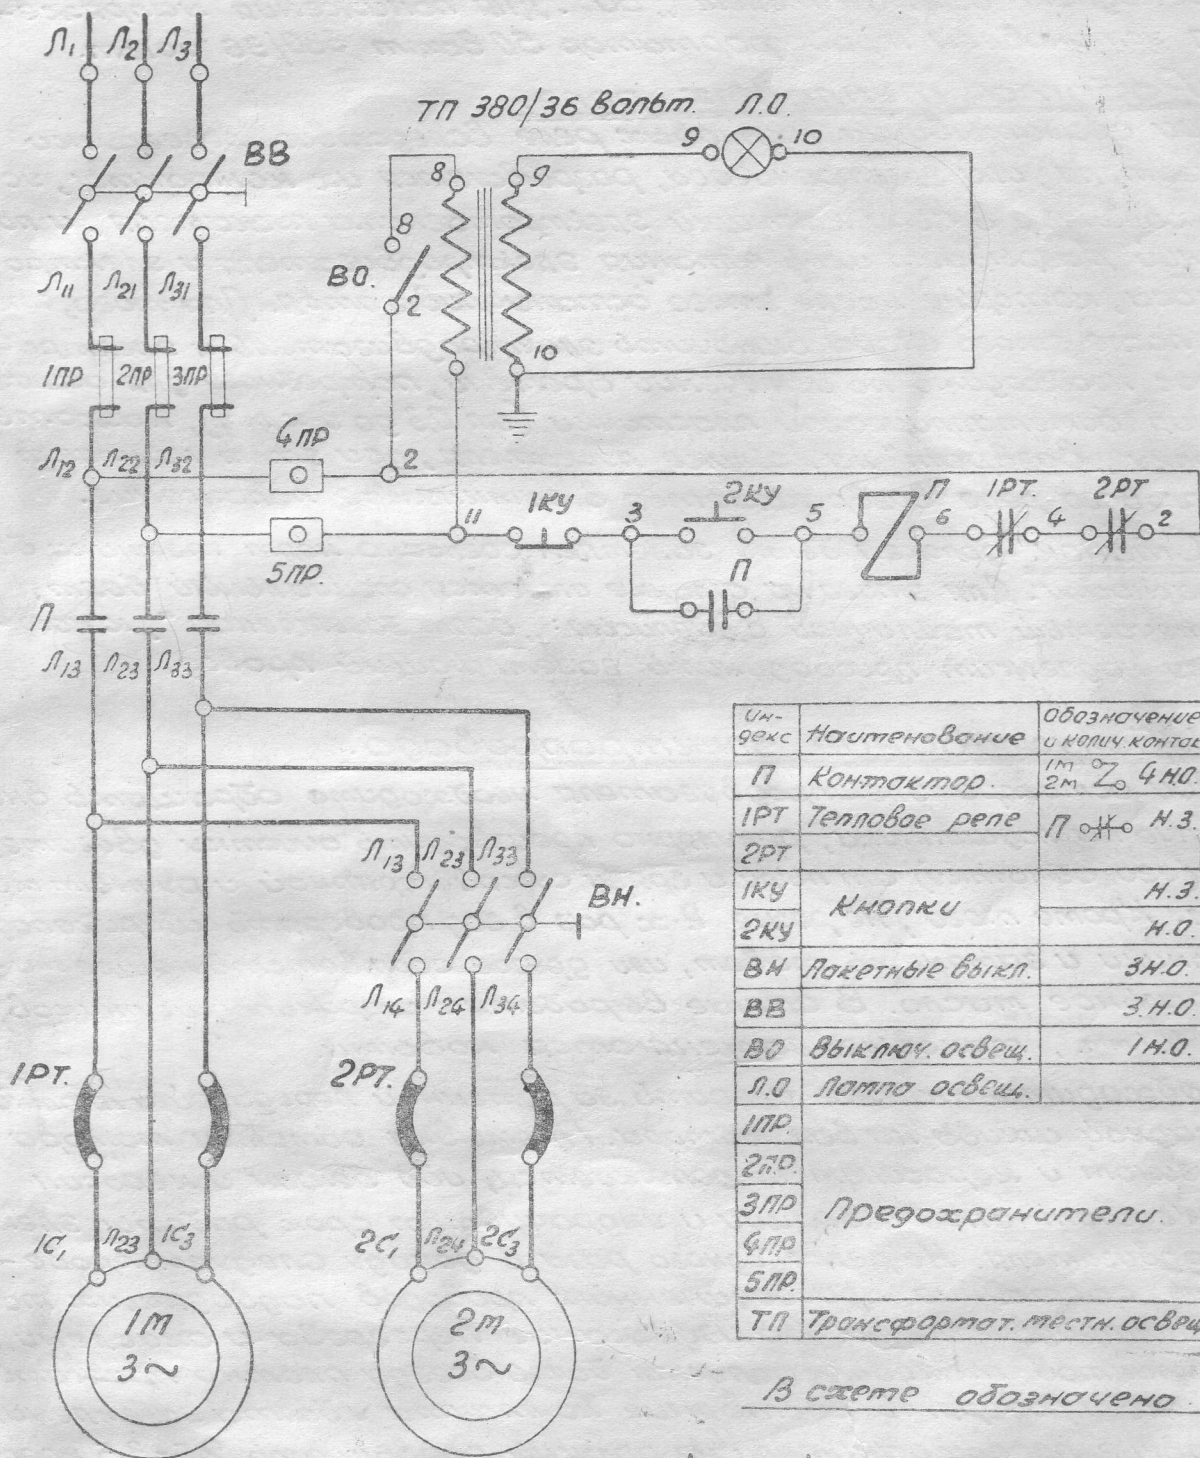 Л1 Л2 Л3
ВВ
ТП 380/36 Вольт. Л.О.
9 10
8 9
8
ВО.
2
10
Л11 Л21 Л31
1ПР 2ПР 3ПР
4ПР
Л12 Л22 Л32
2
11 1КУ 3 2КУ 5 П 6 1РТ. 4 2РТ 2
5ПР.
П
П
Л13 Л23 Л33
Л13 Л23 Л33
ВН.
Л14 Л24 Л34
1РТ. 2РТ.
1С1 Л23 1С3 2С1 Л24 2С3
1М
3~
2М
3~
Ин-
декс Наименование Обозначение
и колич. контак
П Контактор. 1М 2М 4 Н.О.
1РТ Тепловое реле П Н.З.
2РТ
1КУ Кнопки Н.З.
2КУ Н.О.
ВН Пакетные выкл. 3Н.О.
ВВ 3.Н.О.
ВО Выключ. освещ. 1Н.О.
Л.О Лампа освещ.
1ПР.
2ПР.
3ПР Предохранители.
4ПР
5ПР.
ТП Трансформат. местн. освещ
В схеме обозначено